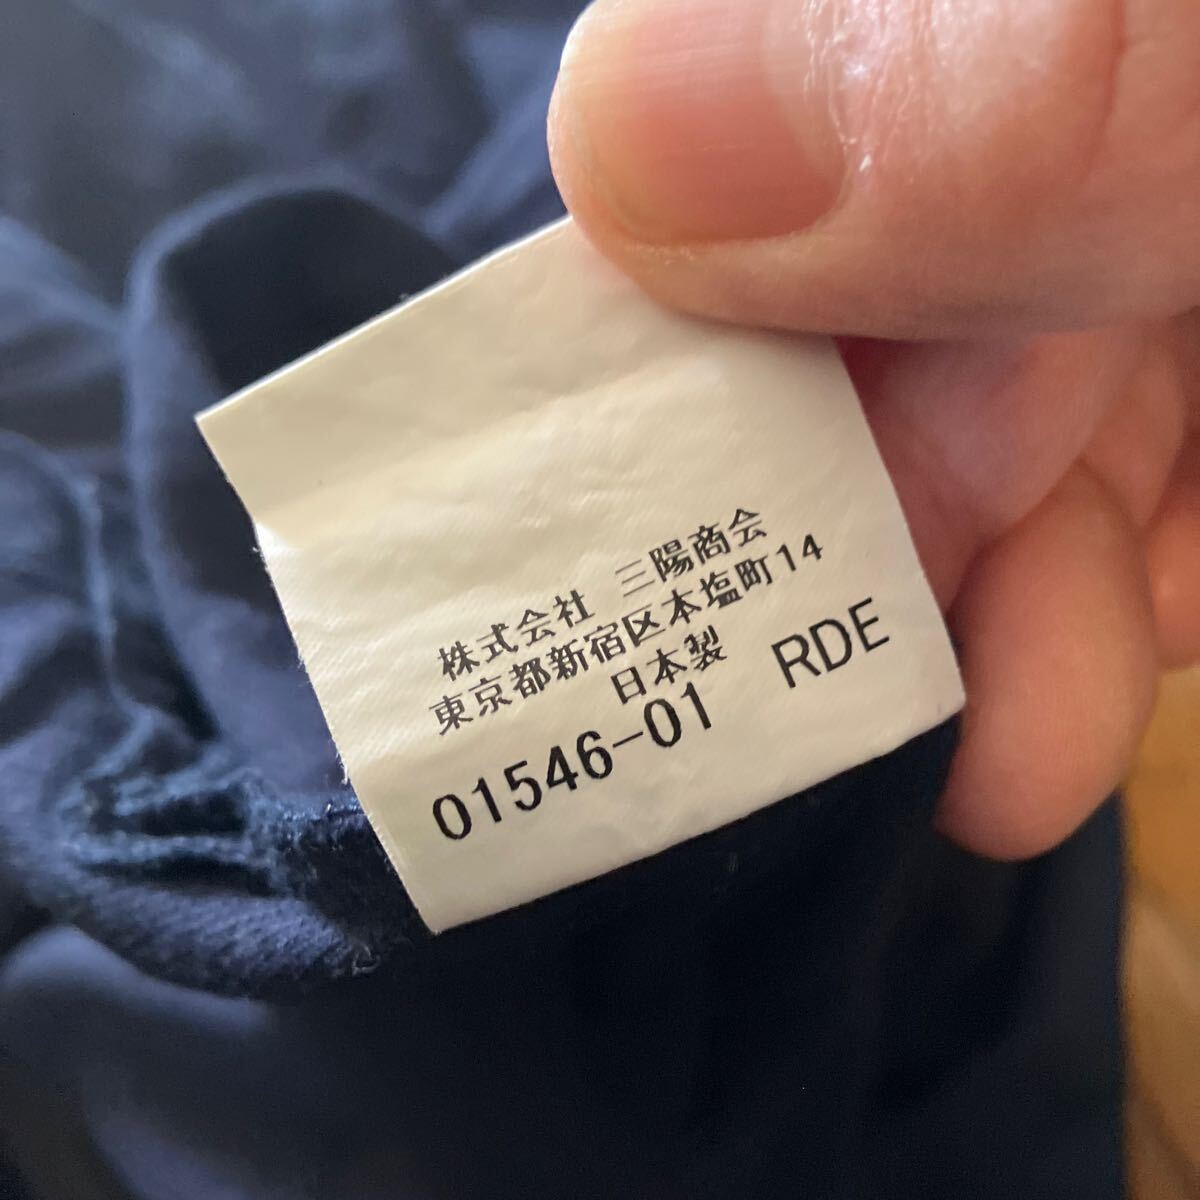 株式会社 三陽商会
東京都新宿区本塩町14
日本製 RDE
01546-01